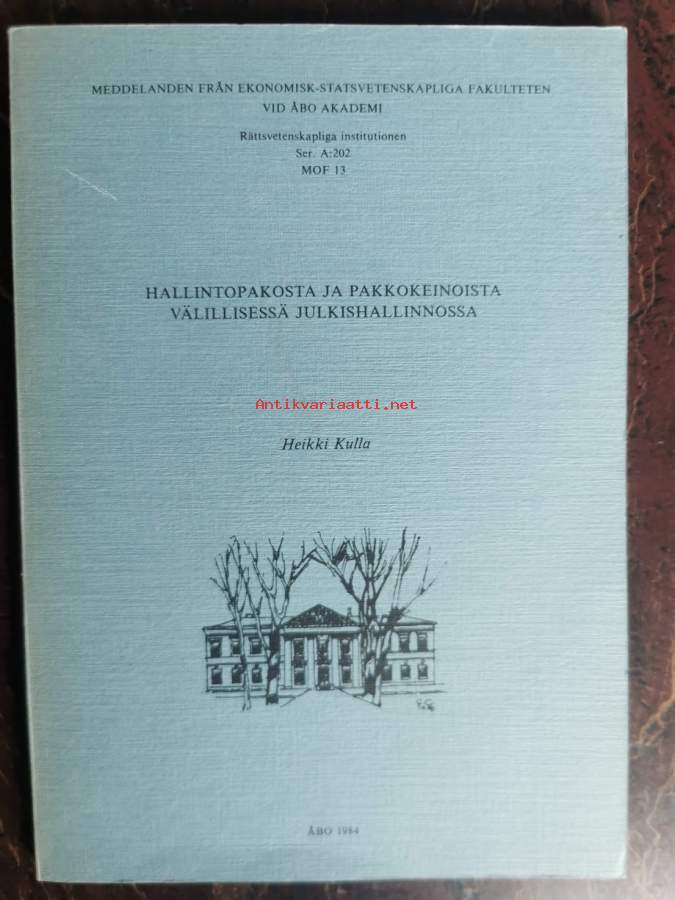 MEDDELANDEN FRÅN EKONOMISK-STATSVETENSKAPLIGA FAKULTETEN
VID ÅBO AKADEMI
Rättsvetenskapliga institutionen
Ser. A:202
MOF 13
HALLINTOPAKOSTA JA PAKKOKEINOISTA
VÄLILLISESSÄ JULKISHALLINNOSSA
Antikvariaatti.net
Heikki Kulla
ÅBO 1984